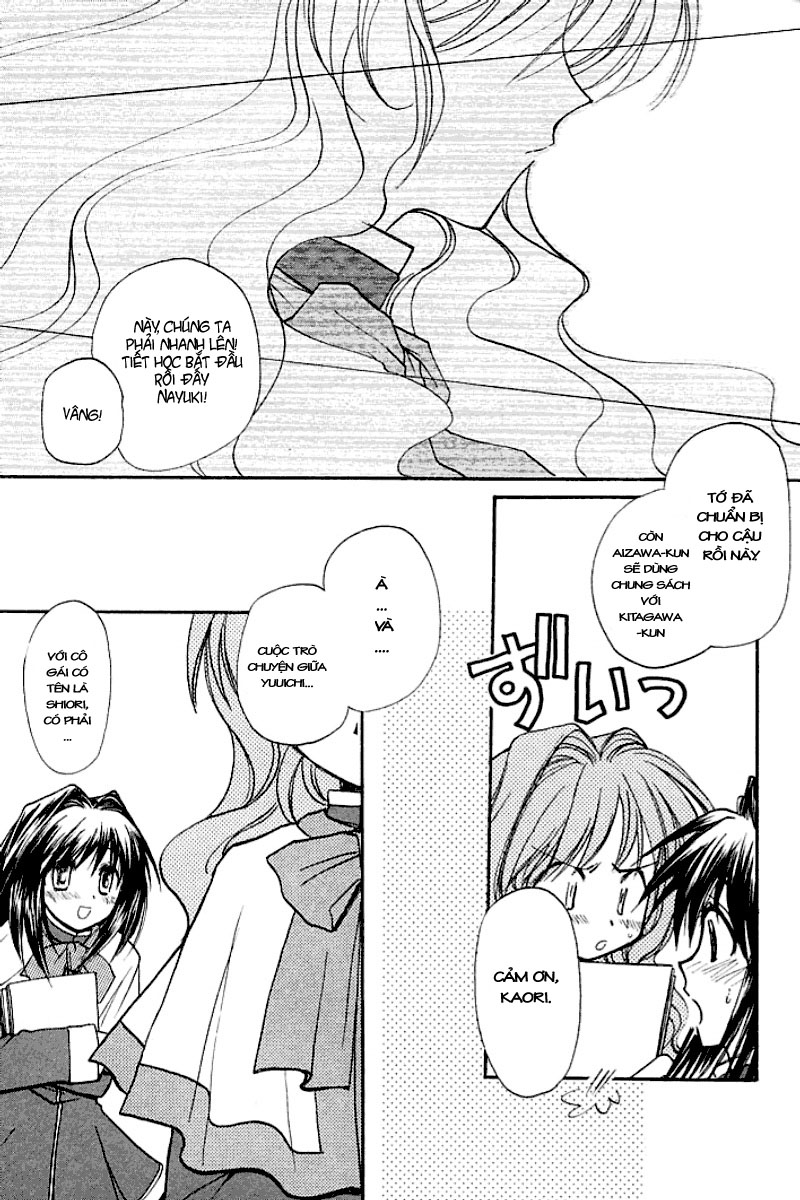 NÀY, CHÚNG TA
PHẢI NHANH LÊN!
TIẾT HỌC BẮT ĐẦU
RỒI ĐẤY
NAYUKI!
VÂNG!
TỚ ĐÃ
CHUẨN BỊ
CHO CẬU
RỒI NÀY
CÒN
AIZAWA-KUN
SẼ DÙNG
CHUNG SÁCH
VỚI
KITAGAWA
-KUN
ずいっ
CẢM ƠN,
KAORI.
À
...
VÀ
....
CUỘC TRÒ
CHUYỆN GIỮA
YUUICHI...
VỚI CÔ
GÁI CÓ
TÊN LÀ
SHIORI,
CÓ PHẢI
...